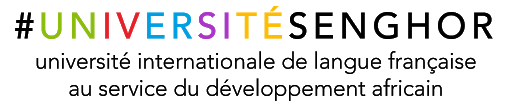 #UNIVERSITÉSENGHOR
université internationale de langue française
au service du développement africain